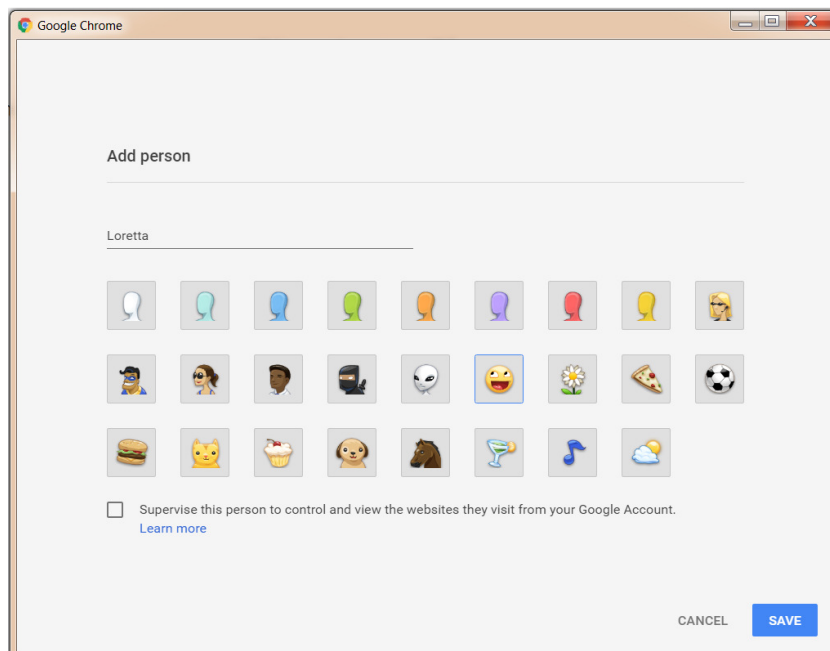 Google Chrome
Add person
Loretta
Supervise this person to control and view the websites they visit from your Google Account.
Learn more
CANCEL
SAVE